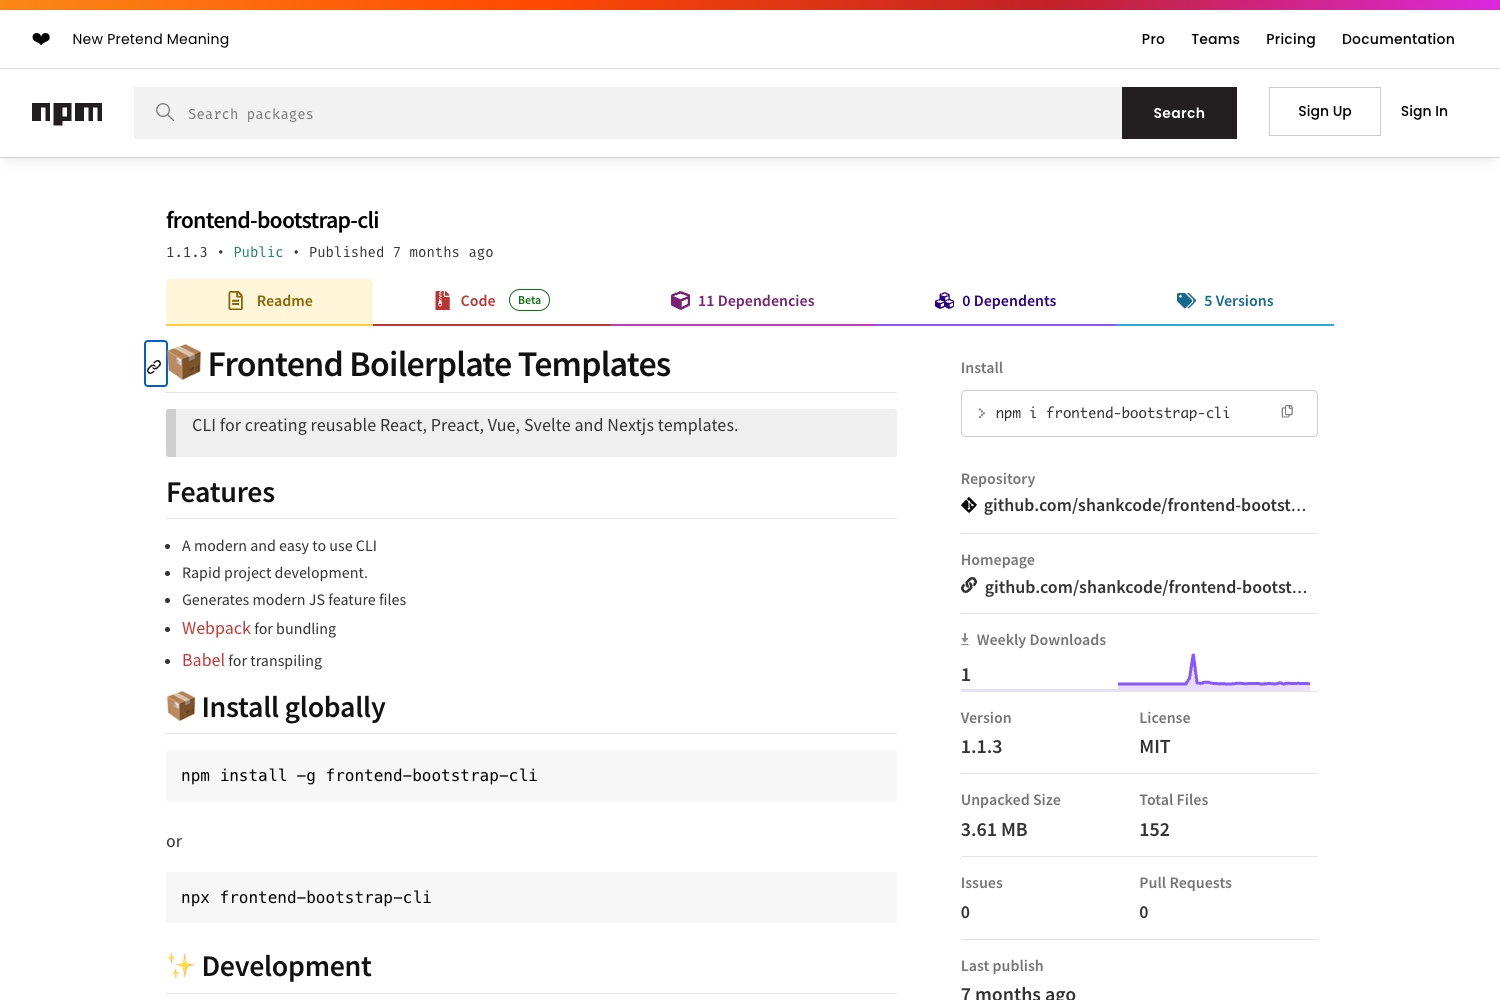 New Pretend Meaning
Pro Teams Pricing Documentation
npm
Search packages
Search
Sign Up
Sign In
frontend-bootstrap-cli
1.1.3 • Public • Published 7 months ago
Readme
Code Beta
11 Dependencies
0 Dependents
5 Versions
📦 Frontend Boilerplate Templates
CLI for creating reusable React, Preact, Vue, Svelte and Nextjs templates.
Features
• A modern and easy to use CLI
• Rapid project development.
• Generates modern JS feature files
• Webpack for bundling
• Babel for transpiling
📦 Install globally
npm install -g frontend-bootstrap-cli
or
npx frontend-bootstrap-cli
✨ Development
Install
> npm i frontend-bootstrap-cli
Repository
github.com/shankcode/frontend-bootst...
Homepage
github.com/shankcode/frontend-bootst...
Weekly Downloads
1
Version
1.1.3
License
MIT
Unpacked Size
3.61 MB
Total Files
152
Issues
0
Pull Requests
0
Last publish
7 months ago